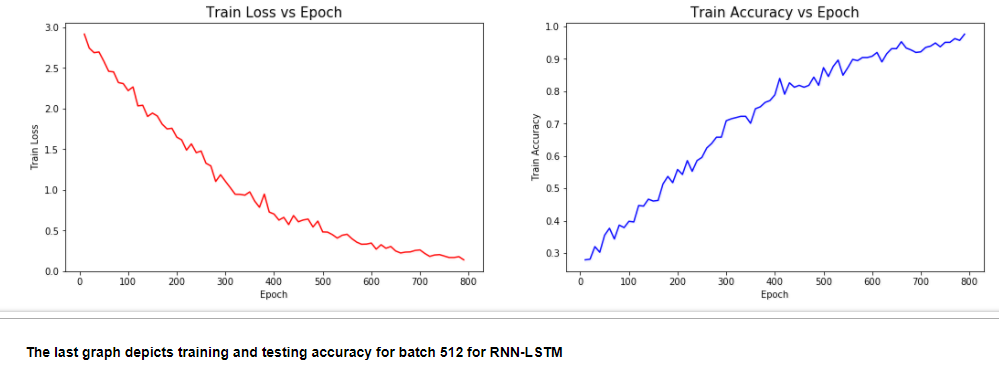 Train Loss vs Epoch
3.0
2.5
2.0
1.5
1.0
0.5
0.0
Train Loss
0 100 200 300 400 500 600 700 800
Epoch
Train Accuracy vs Epoch
1.0
0.9
0.8
0.7
0.6
0.5
0.4
0.3
Train Accuracy
0 100 200 300 400 500 600 700 800
Epoch
The last graph depicts training and testing accuracy for batch 512 for RNN-LSTM